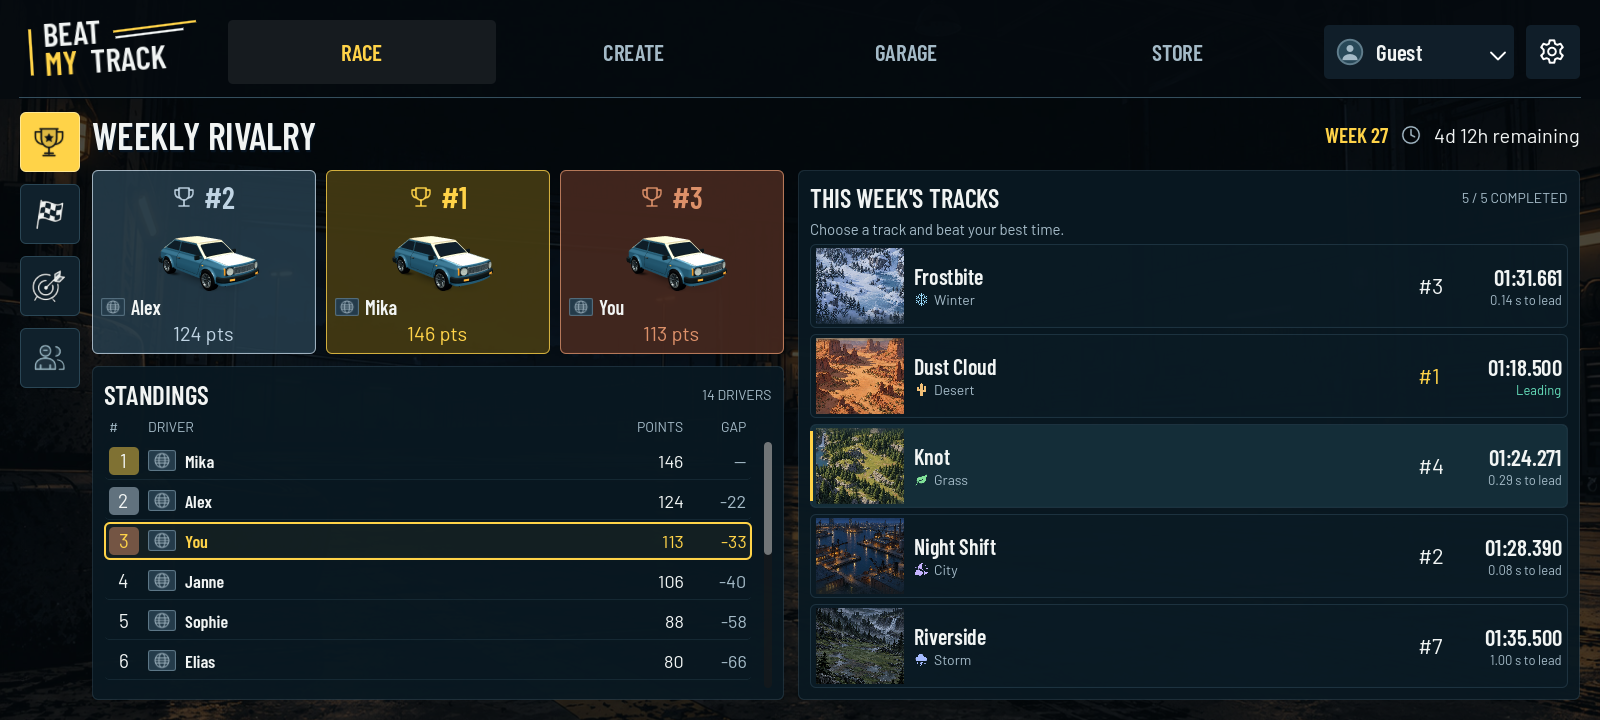 BEAT
MY TRACK
RACE
CREATE
GARAGE
STORE
Guest
WEEKLY RIVALRY
WEEK 27
4d 12h remaining
#2
Alex
124 pts
#1
Mika
146 pts
#3
You
113 pts
STANDINGS
14 DRIVERS
# DRIVER POINTS GAP
1 Mika 146 —
2 Alex 124 -22
3 You 113 -33
4 Janne 106 -40
5 Sophie 88 -58
6 Elias 80 -66
THIS WEEK'S TRACKS
5 / 5 COMPLETED
Choose a track and beat your best time.
Frostbite
Winter
#3
01:31.661
0.14 s to lead
Dust Cloud
Desert
#1
01:18.500
Leading
Knot
Grass
#4
01:24.271
0.29 s to lead
Night Shift
City
#2
01:28.390
0.08 s to lead
Riverside
Storm
#7
01:35.500
1.00 s to lead